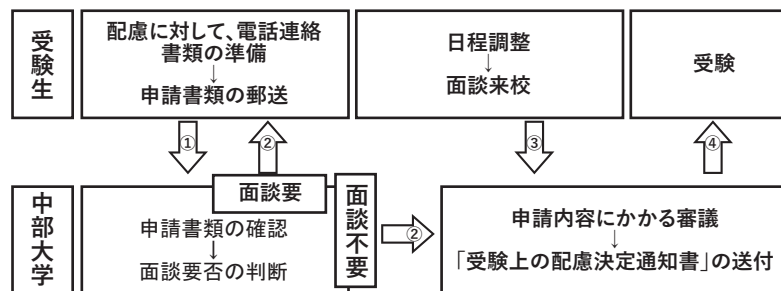 受験生
配慮に対して、電話連絡
書類の準備
↓
申請書類の郵送
日程調整
↓
面談来校
受験
①
②
③
④
中部大学
面談要
申請書類の確認
↓
面談要否の判断
面談不要
②
申請内容にかかる審議
↓
「受験上の配慮決定通知書」の送付